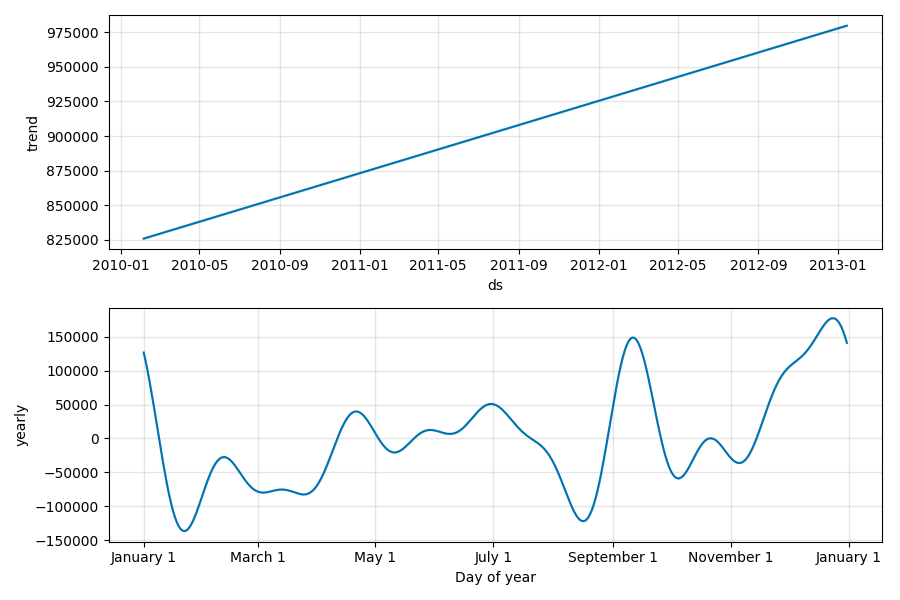 975000
950000
925000
900000
875000
850000
825000
trend
2010-01 2010-05 2010-09 2011-01 2011-05 2011-09 2012-01 2012-05 2012-09 2013-01
ds
150000
100000
50000
0
−50000
−100000
−150000
yearly
January 1 March 1 May 1 July 1 September 1 November 1 January 1
Day of year